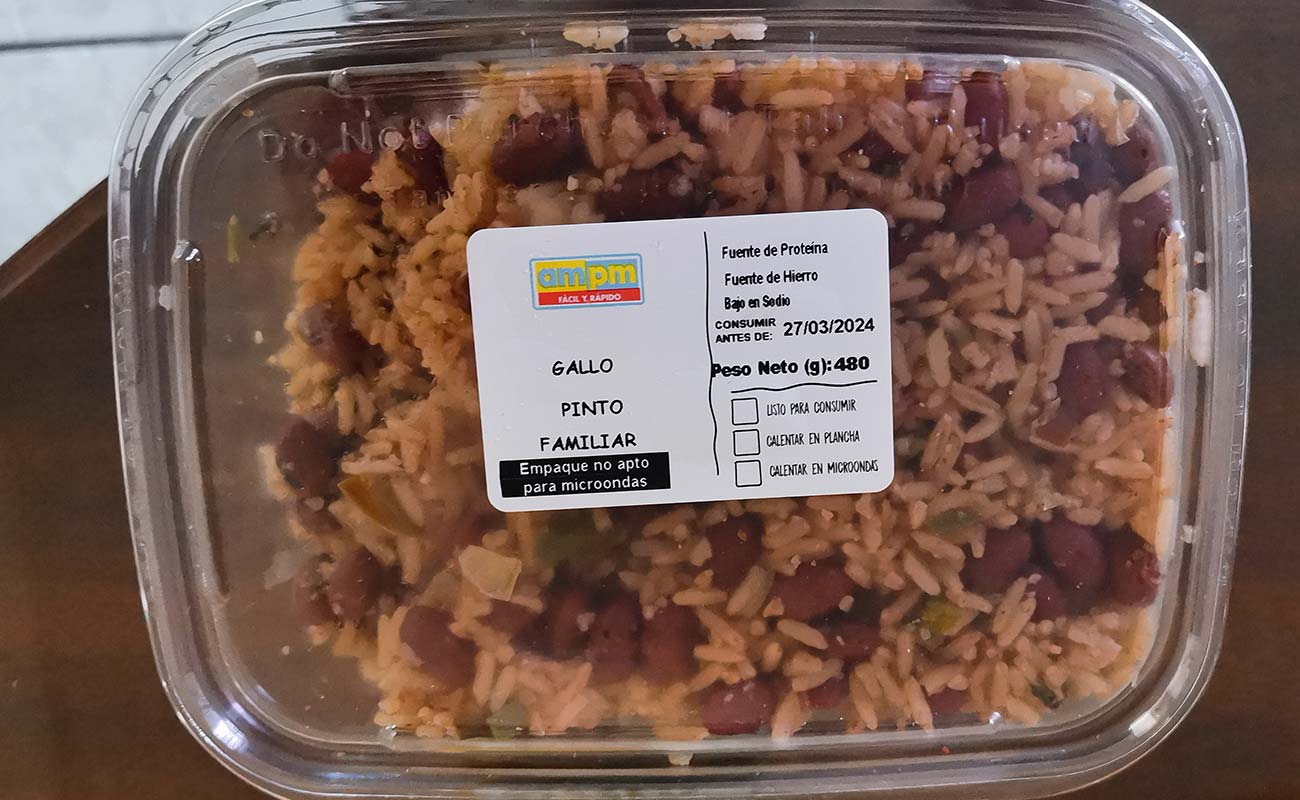 Do Not
ampm
FÁCIL Y RÁPIDO
GALLO
PINTO
FAMILIAR
Empaque no apto
para microondas
Fuente de Proteína
Fuente de Hierro
Bajo en Sodio
CONSUMIR
ANTES DE: 27/03/2024
Peso Neto (g): 480
LISTO PARA CONSUMIR
CALENTAR EN PLANCHA
CALENTAR EN MICROONDAS